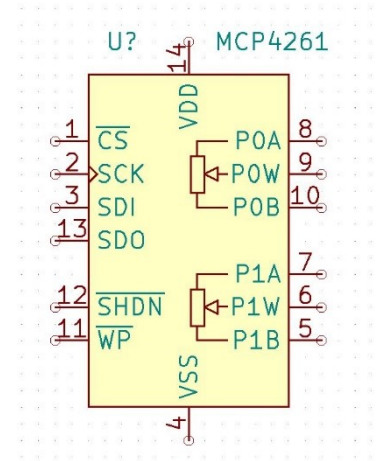 U? 14 MCP4261
VDD
1 CS P0A 8
2 SCK P0W 9
3 SDI P0B 10
13 SDO
P1A 7
12 SHDN P1W 6
11 WP P1B 5
VSS
4